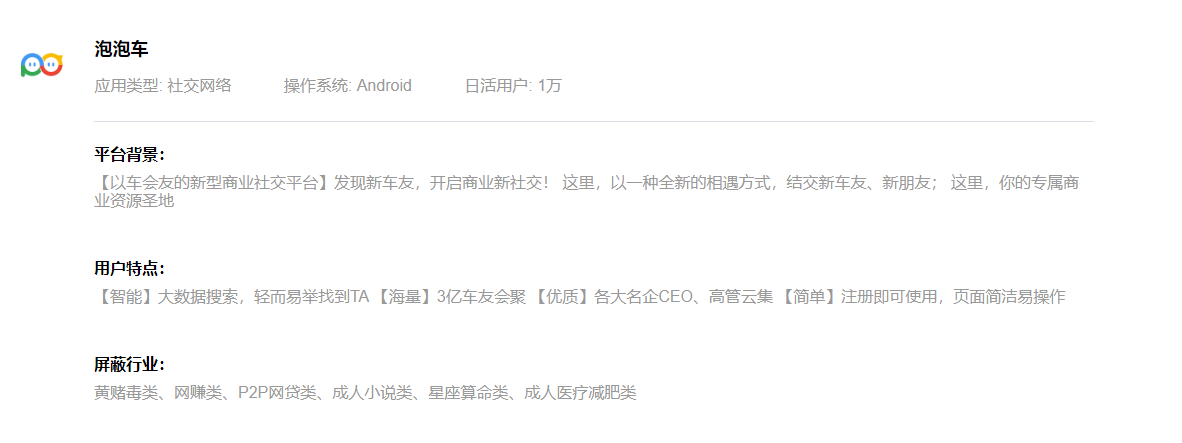 泡泡车
应用类型: 社交网络 操作系统: Android 日活用户: 1万
平台背景：
【以车会友的新型商业社交平台】发现新车友，开启商业新社交！ 这里，以一种全新的相遇方式，结交新车友、新朋友； 这里，你的专属商
业资源圣地
用户特点：
【智能】大数据搜索，轻而易举找到TA 【海量】3亿车友会聚 【优质】各大名企CEO、高管云集 【简单】注册即可使用，页面简洁易操作
屏蔽行业：
黄赌毒类、网赚类、P2P网贷类、成人小说类、星座算命类、成人医疗减肥类